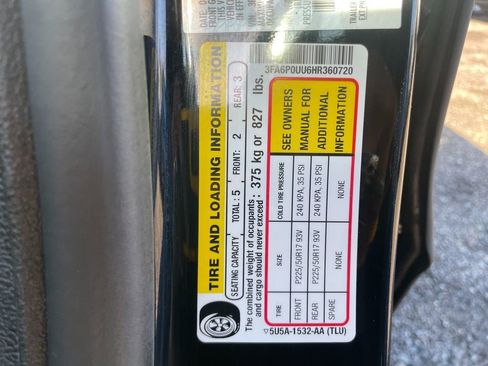 3FA6P0UU6HR360720
TIRE AND LOADING INFORMATION
SEATING CAPACITY TOTAL: 5 FRONT: 2 REAR: 3
The combined weight of occupants
and cargo should never exceed: 375 kg or 827 lbs.
TIRE SIZE COLD TIRE PRESSURE
FRONT P225/50R17 93V 240 KPA, 35 PSI
REAR P225/50R17 93V 240 KPA, 35 PSI
SPARE NONE NONE
SEE OWNERS
MANUAL FOR
ADDITIONAL
INFORMATION
5U5A-1532-AA (TLU)
TRAILER